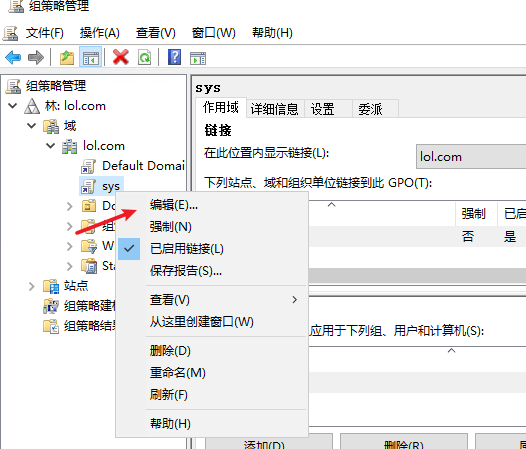 组策略管理
文件(F) 操作(A) 查看(V) 窗口(W) 帮助(H)
组策略管理
林: lol.com
域
lol.com
Default Domai
sys
Do
组
W
Sta
站点
组策略建模
组策略结果
编辑(E)...
强制(N)
已启用链接(L)
保存报告(S)...
查看(V)
从这里创建窗口(W)
删除(D)
重命名(M)
刷新(F)
帮助(H)
sys
作用域 详细信息 设置 委派
链接
在此位置内显示链接(L): lol.com
下列站点、域和组织单位链接到此 GPO(T):
强制 已启
否 是
应用于下列组、用户和计算机(S):
添加(D)... 删除(R)